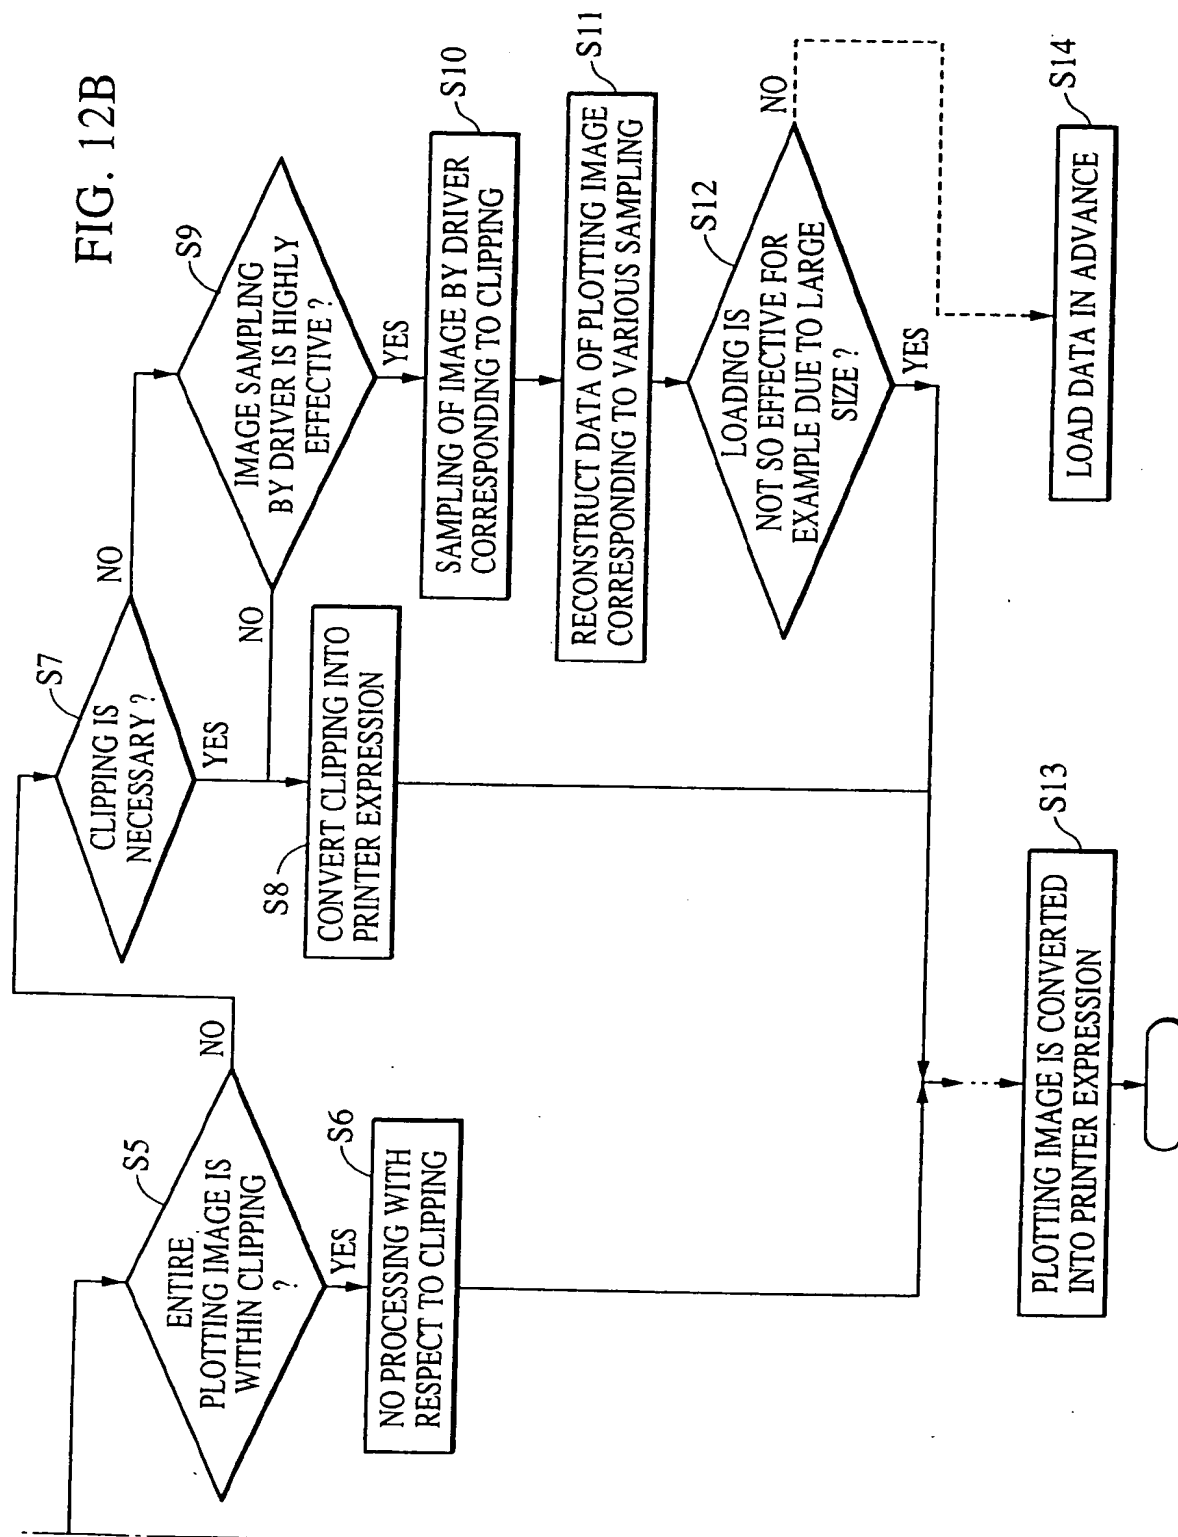 FIG. 12B
S5
ENTIRE
PLOTTING IMAGE IS
WITHIN CLIPPING
?
NO
YES
S6
NO PROCESSING WITH
RESPECT TO CLIPPING
S7
CLIPPING IS
NECESSARY ?
NO
YES
S8
CONVERT CLIPPING INTO
PRINTER EXPRESSION
S9
IMAGE SAMPLING
BY DRIVER IS HIGHLY
EFFECTIVE ?
NO
YES
S10
SAMPLING OF IMAGE BY DRIVER
CORRESPONDING TO CLIPPING
S11
RECONSTRUCT DATA OF PLOTTING IMAGE
CORRESPONDING TO VARIOUS SAMPLING
S12
LOADING IS
NOT SO EFFECTIVE FOR
EXAMPLE DUE TO LARGE
SIZE ?
NO
YES
S13
PLOTTING IMAGE IS CONVERTED
INTO PRINTER EXPRESSION
S14
LOAD DATA IN ADVANCE